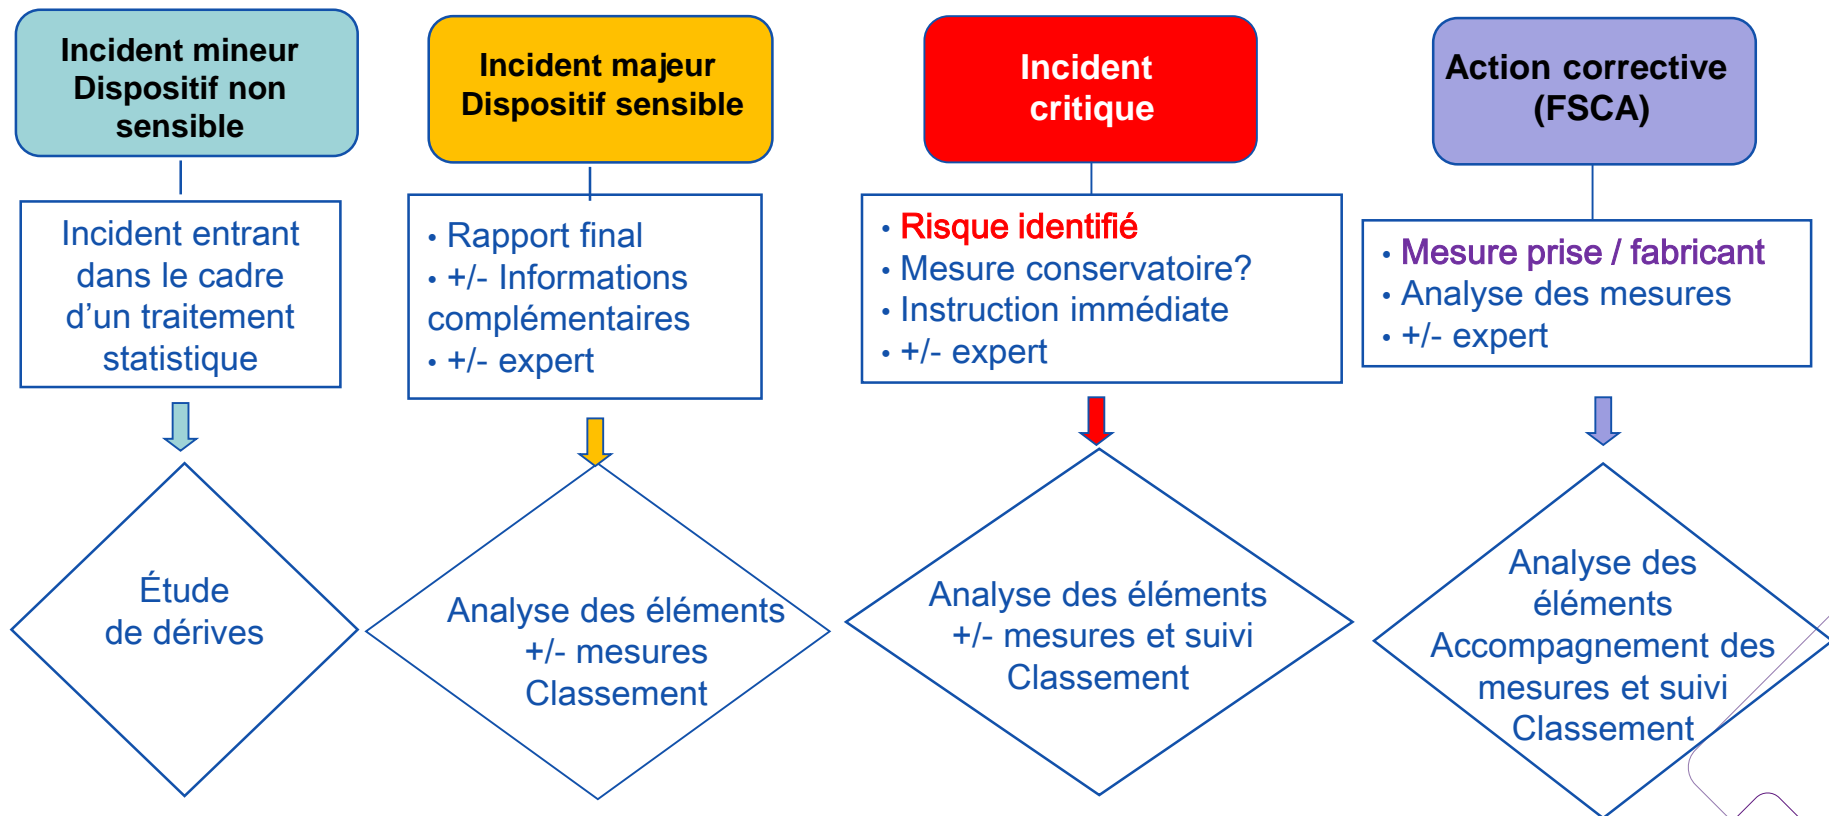 Incident mineur
Dispositif non
sensible
Incident entrant
dans le cadre
d’un traitement
statistique
Étude
de dérives
Incident majeur
Dispositif sensible
• Rapport final
• +/- Informations
complémentaires
• +/- expert
Analyse des éléments
+/- mesures
Classement
Incident
critique
• Risque identifié
• Mesure conservatoire?
• Instruction immédiate
• +/- expert
Analyse des éléments
+/- mesures et suivi
Classement
Action corrective
(FSCA)
• Mesure prise / fabricant
• Analyse des mesures
• +/- expert
Analyse des
éléments
Accompagnement des
mesures et suivi
Classement